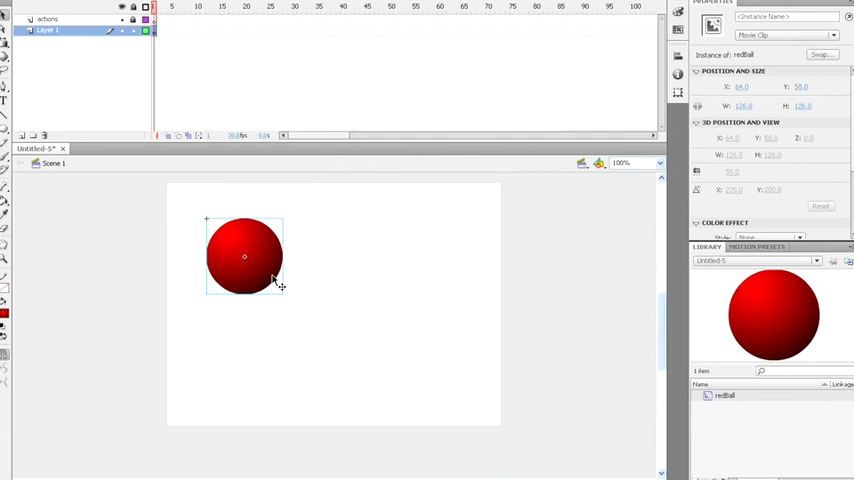 PROPERTIES
<Instance Name>
Movie Clip
Instance of: redBall
Swap...
POSITION AND SIZE
X: 64.0 Y: 58.0
W: 126.0 H: 126.0
3D POSITION AND VIEW
X: 64.0 Y: 58.0 Z: 0.0
W: 126.0 H: 126.0
55.0
X: 275.0 Y: 200.0
Reset
COLOR EFFECT
Style: None
5 10 15 20 25 30 35 40 45 50 55 60 65 70 75 80 85 90 95 100
actions
Layer 1
1 30.0fps 0.0s
Untitled-5*
Scene 1
100%
LIBRARY MOTION PRESETS
Untitled-5
1 item
Name Linkage
redBall